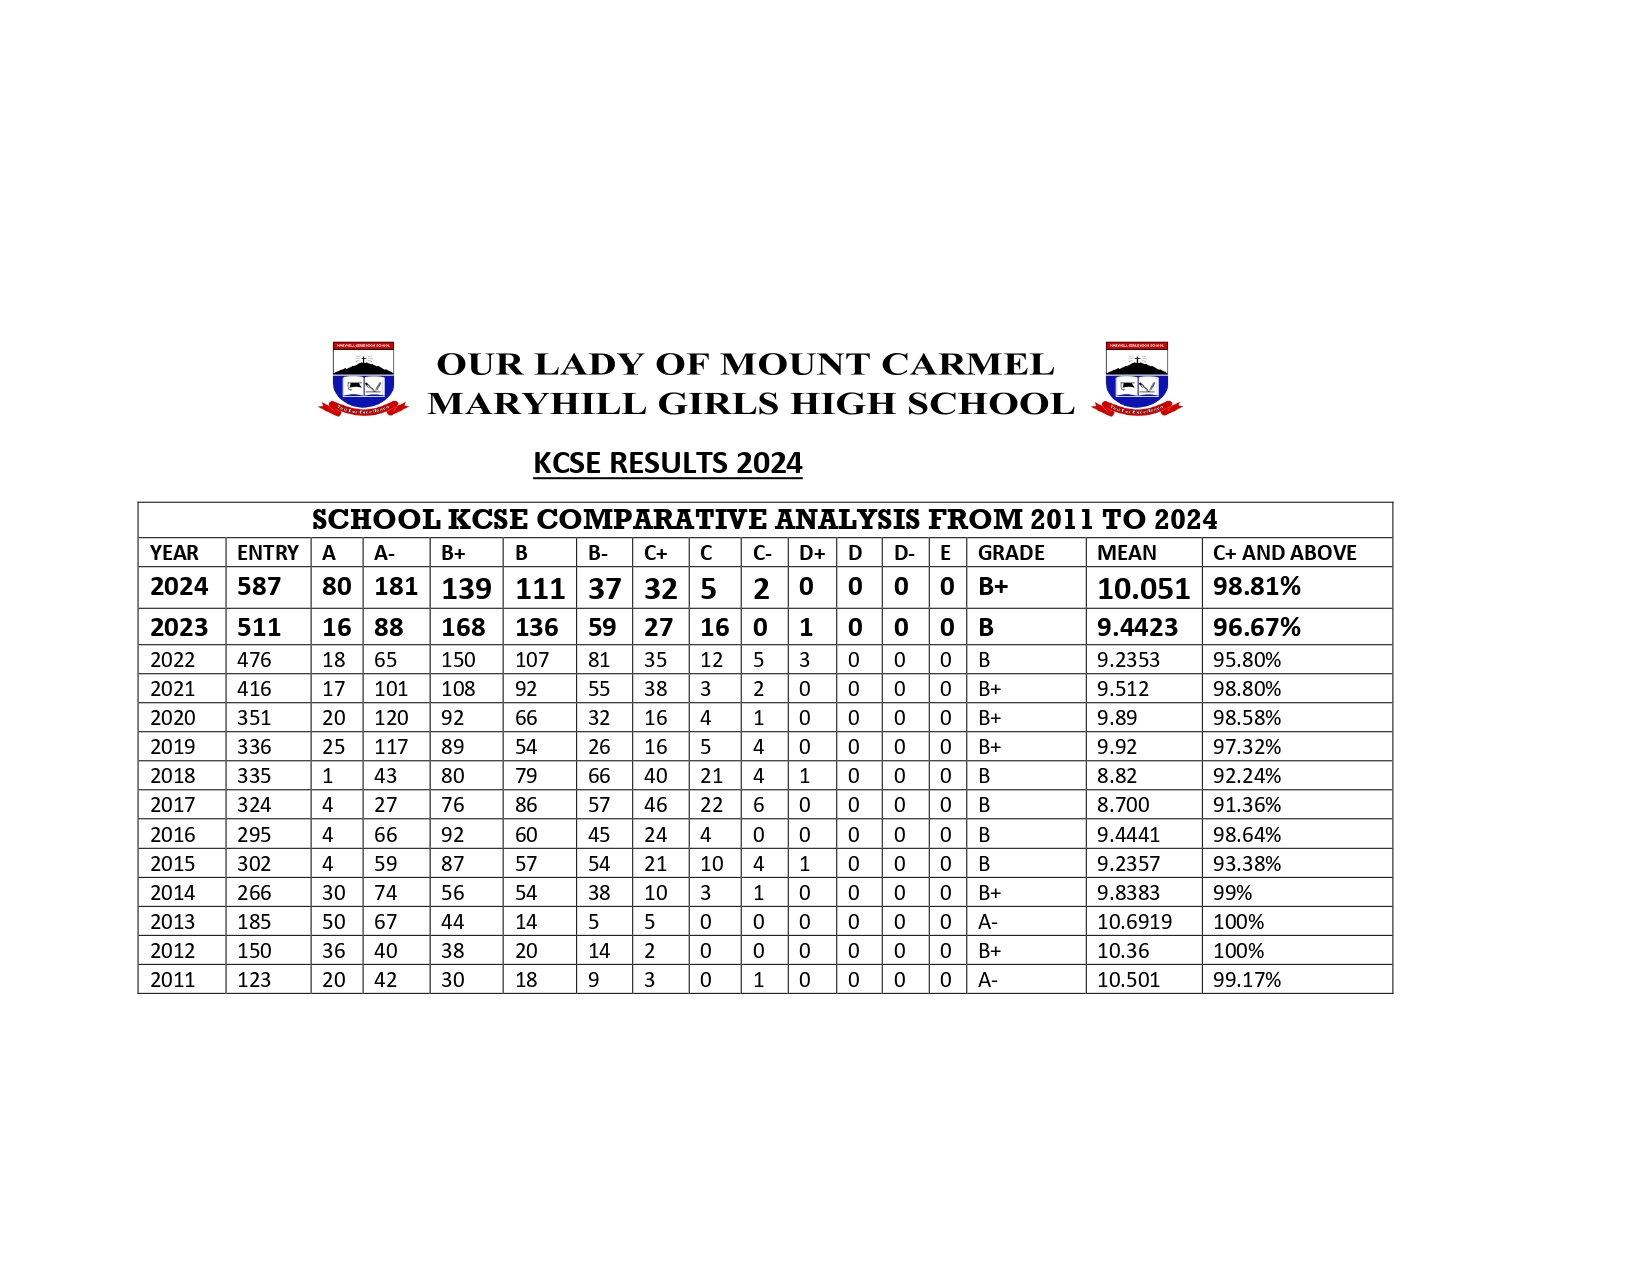 MARYHILL GIRLS HIGH SCHOOL
OUR LADY OF MOUNT CARMEL
MARYHILL GIRLS HIGH SCHOOL
MARYHILL GIRLS HIGH SCHOOL
KCSE RESULTS 2024
SCHOOL KCSE COMPARATIVE ANALYSIS FROM 2011 TO 2024
YEAR ENTRY A A- B+ B B- C+ C C- D+ D D- E GRADE MEAN C+ AND ABOVE
2024 587 80 181 139 111 37 32 5 2 0 0 0 0 B+ 10.051 98.81%
2023 511 16 88 168 136 59 27 16 0 1 0 0 0 B 9.4423 96.67%
2022 476 18 65 150 107 81 35 12 5 3 0 0 0 B 9.2353 95.80%
2021 416 17 101 108 92 55 38 3 2 0 0 0 0 B+ 9.512 98.80%
2020 351 20 120 92 66 32 16 4 1 0 0 0 0 B+ 9.89 98.58%
2019 336 25 117 89 54 26 16 5 4 0 0 0 0 B+ 9.92 97.32%
2018 335 1 43 80 79 66 40 21 4 1 0 0 0 B 8.82 92.24%
2017 324 4 27 76 86 57 46 22 6 0 0 0 0 B 8.700 91.36%
2016 295 4 66 92 60 45 24 4 0 0 0 0 0 B 9.4441 98.64%
2015 302 4 59 87 57 54 21 10 4 1 0 0 0 B 9.2357 93.38%
2014 266 30 74 56 54 38 10 3 1 0 0 0 0 B+ 9.8383 99%
2013 185 50 67 44 14 5 5 0 0 0 0 0 0 A- 10.6919 100%
2012 150 36 40 38 20 14 2 0 0 0 0 0 0 B+ 10.36 100%
2011 123 20 42 30 18 9 3 0 1 0 0 0 0 A- 10.501 99.17%